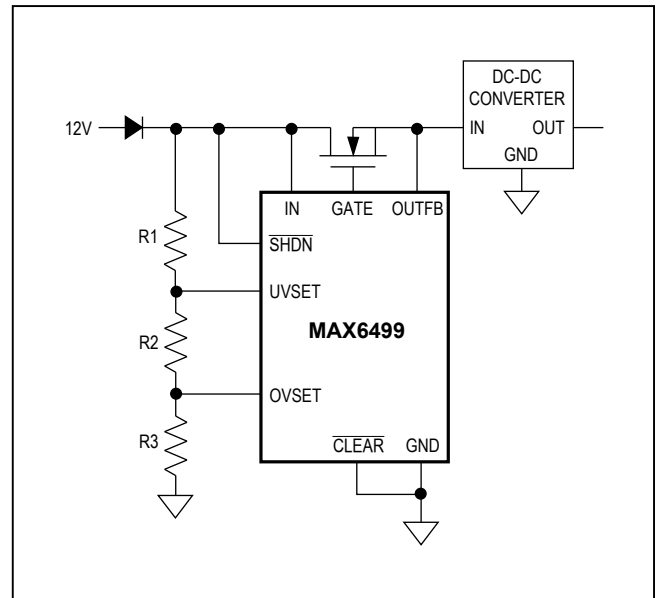 DC-DC
CONVERTER
12V
IN OUT
GND
IN GATE OUTFB
R1
SHDN
UVSET
MAX6499
R2
OVSET
R3
CLEAR GND